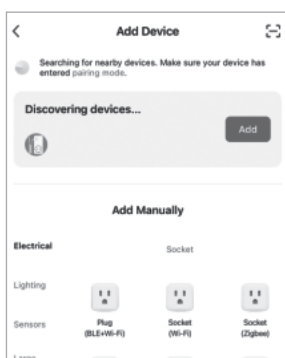 Add Device
Searching for nearby devices. Make sure your device has
entered pairing mode.
Discovering devices...
Add
Add Manually
Electrical
Socket
Lighting
Plug
(BLE+Wi-Fi)
Socket
(Wi-Fi)
Socket
(Zigbee)
Sensors